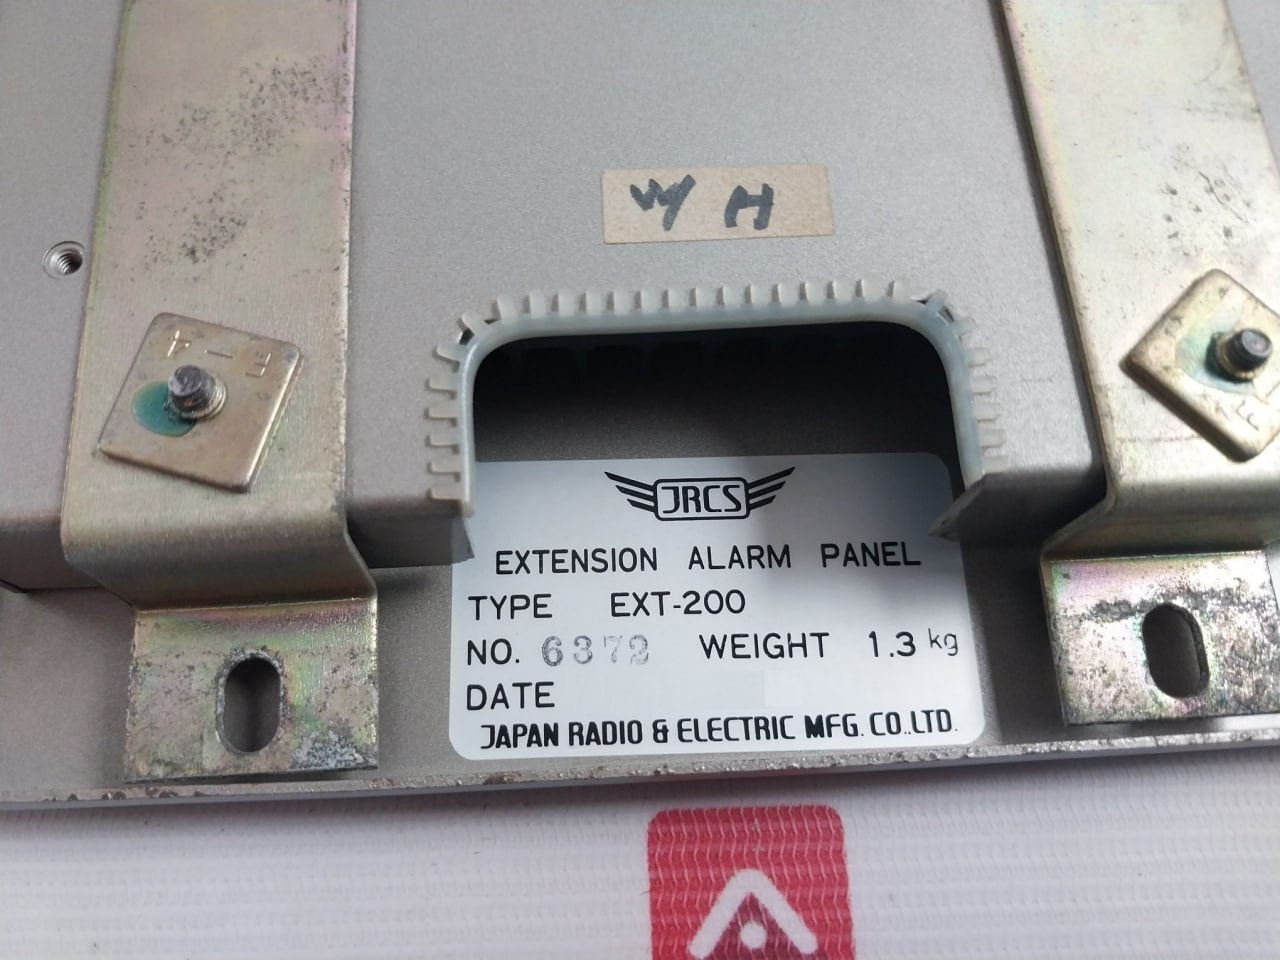 W H
JRCS
EXTENSION ALARM PANEL
TYPE EXT-200
NO. 6372 WEIGHT 1.3 kg
DATE
JAPAN RADIO & ELECTRIC MFG. CO.,LTD.